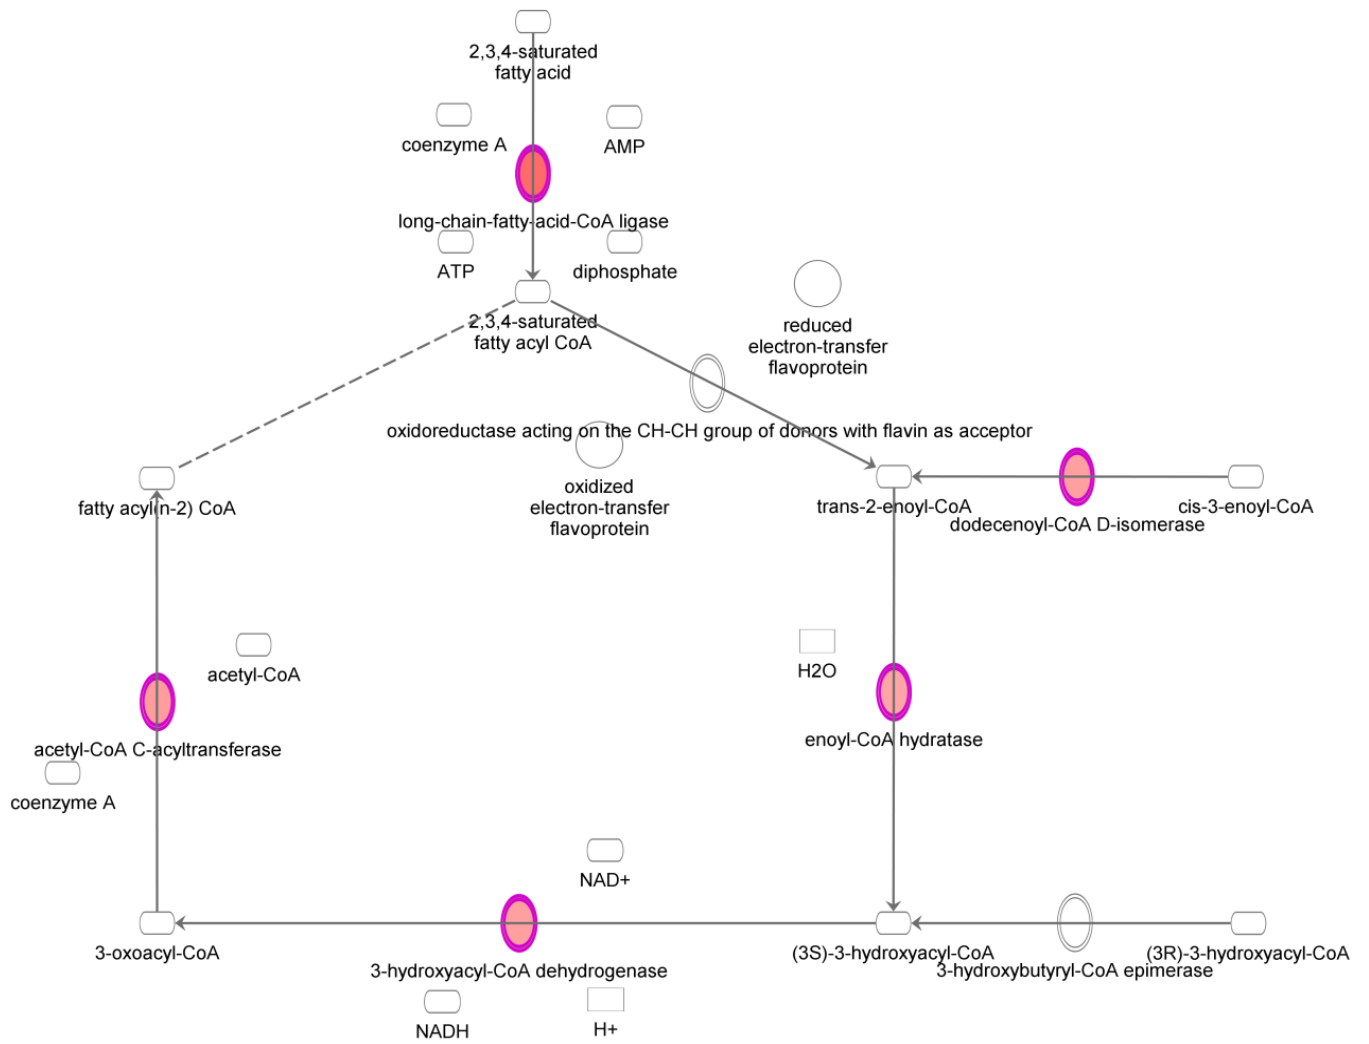 2,3,4-saturated
fatty acid
coenzyme A
AMP
long-chain-fatty-acid-CoA ligase
ATP
diphosphate
2,3,4-saturated
fatty acyl CoA
reduced
electron-transfer
flavoprotein
oxidoreductase acting on the CH-CH group of donors with flavin as acceptor
oxidized
electron-transfer
flavoprotein
fatty acyl(n-2) CoA
trans-2-enoyl-CoA
dodecenoyl-CoA D-isomerase
cis-3-enoyl-CoA
acetyl-CoA
H2O
acetyl-CoA C-acyltransferase
enoyl-CoA hydratase
coenzyme A
NAD+
3-oxoacyl-CoA
3-hydroxyacyl-CoA dehydrogenase
(3S)-3-hydroxyacyl-CoA
3-hydroxybutyryl-CoA epimerase
(3R)-3-hydroxyacyl-CoA
NADH
H+